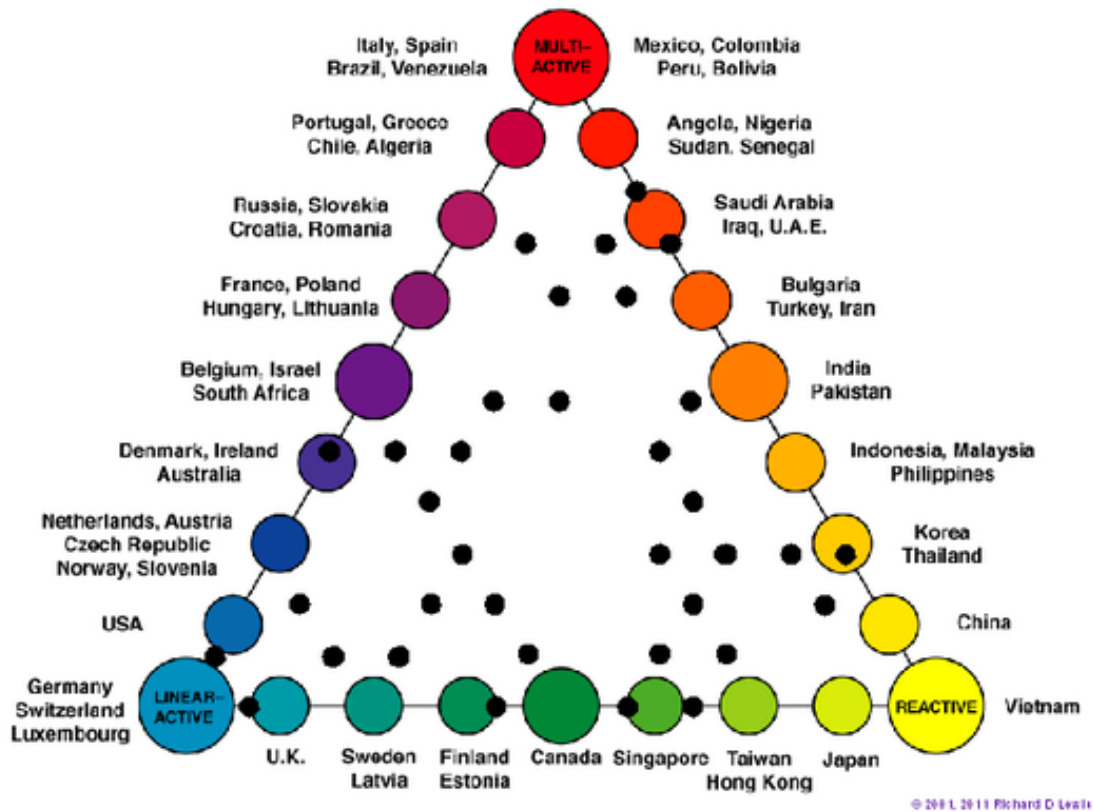 Italy, Spain
Brazil, Venezuela
MULTI-
ACTIVE
Mexico, Colombia
Peru, Bolivia
Portugal, Greece
Chile, Algeria
Angola, Nigeria
Sudan. Senegal
Russia, Slovakia
Croatia, Romania
Saudi Arabia
Iraq, U.A.E.
France, Poland
Hungary, Lithuania
Bulgaria
Turkey, Iran
Belgium, Israel
South Africa
India
Pakistan
Denmark, Ireland
Australia
Indonesia, Malaysia
Philippines
Netherlands, Austria
Czech Republic
Norway, Slovenia
Korea
Thailand
USA
China
Germany
Switzerland
Luxembourg
LINEAR-
ACTIVE
REACTIVE
Vietnam
U.K.
Sweden
Latvia
Finland
Estonia
Canada
Singapore
Taiwan
Hong Kong
Japan
© 2001, 2011 Richard D Lewis